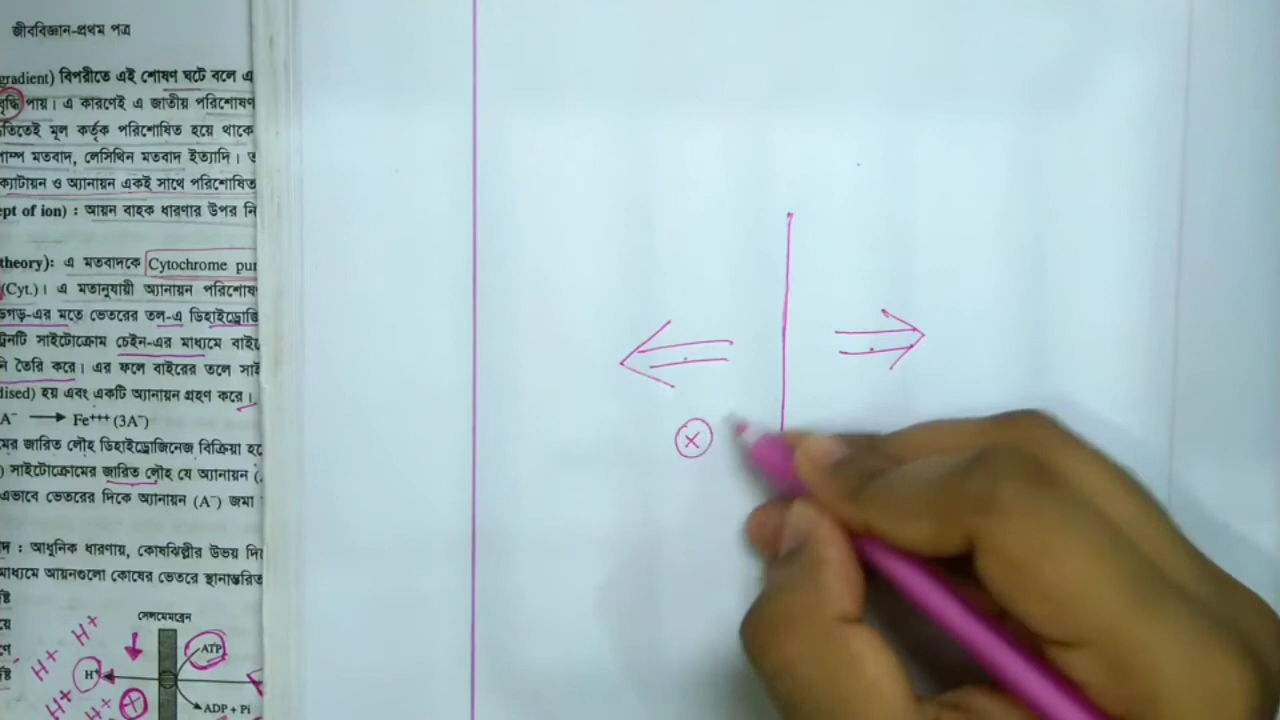 জীববিজ্ঞান-প্রথম পত্র
gradient) বিপরীতে এই শোষণ ঘটে বলে এ
বৃদ্ধি পায়। এ কারণেই এ জাতীয় পরিশোষণ
তিতেই মূল কর্তৃক পরিশোষিত হয়ে থাকে
পাম্প মতবাদ, লেসিথিন মতবাদ ইত্যাদি।
ক্যাটায়ন ও অ্যানায়ন একই সাথে পরিশোষিত
ept of ion) : আয়ন বাহক ধারণার উপর নি
theory): এ মতবাদকে Cytochrome pu
(Cyt.)। এ মতানুযায়ী অ্যানায়ন পরিশোষ
গড়-এর মতে ভেতরের তল-এ ডিহাইড্রোজি
ট্রনটি সাইটোক্রোম চেইন-এর মাধ্যমে বাই
নি তৈরি করে। এর ফলে বাইরের তলে সাই
dised) হয় এবং একটি অ্যানায়ন গ্রহণ করে।
A⁻ ⟶ Fe⁺⁺⁺ (3A⁻)
মের জারিত লৌহ ডিহাইড্রোজিনেজ বিক্রিয়া হ
) সাইটোক্রোমের জারিত লৌহ যে অ্যানায়ন (
এভাবে ভেতরের দিকে অ্যানায়ন (A⁻) জমা
দ : আধুনিক ধারণায়, কোষঝিল্লীর উভয় দি
মাধ্যমে আয়নগুলো কোষের ভেতরে স্থানান্তরিত
সেলমেমব্রেন
H+
H+
ATP
H⁺
H+
H+
ADP + Pi
×
×